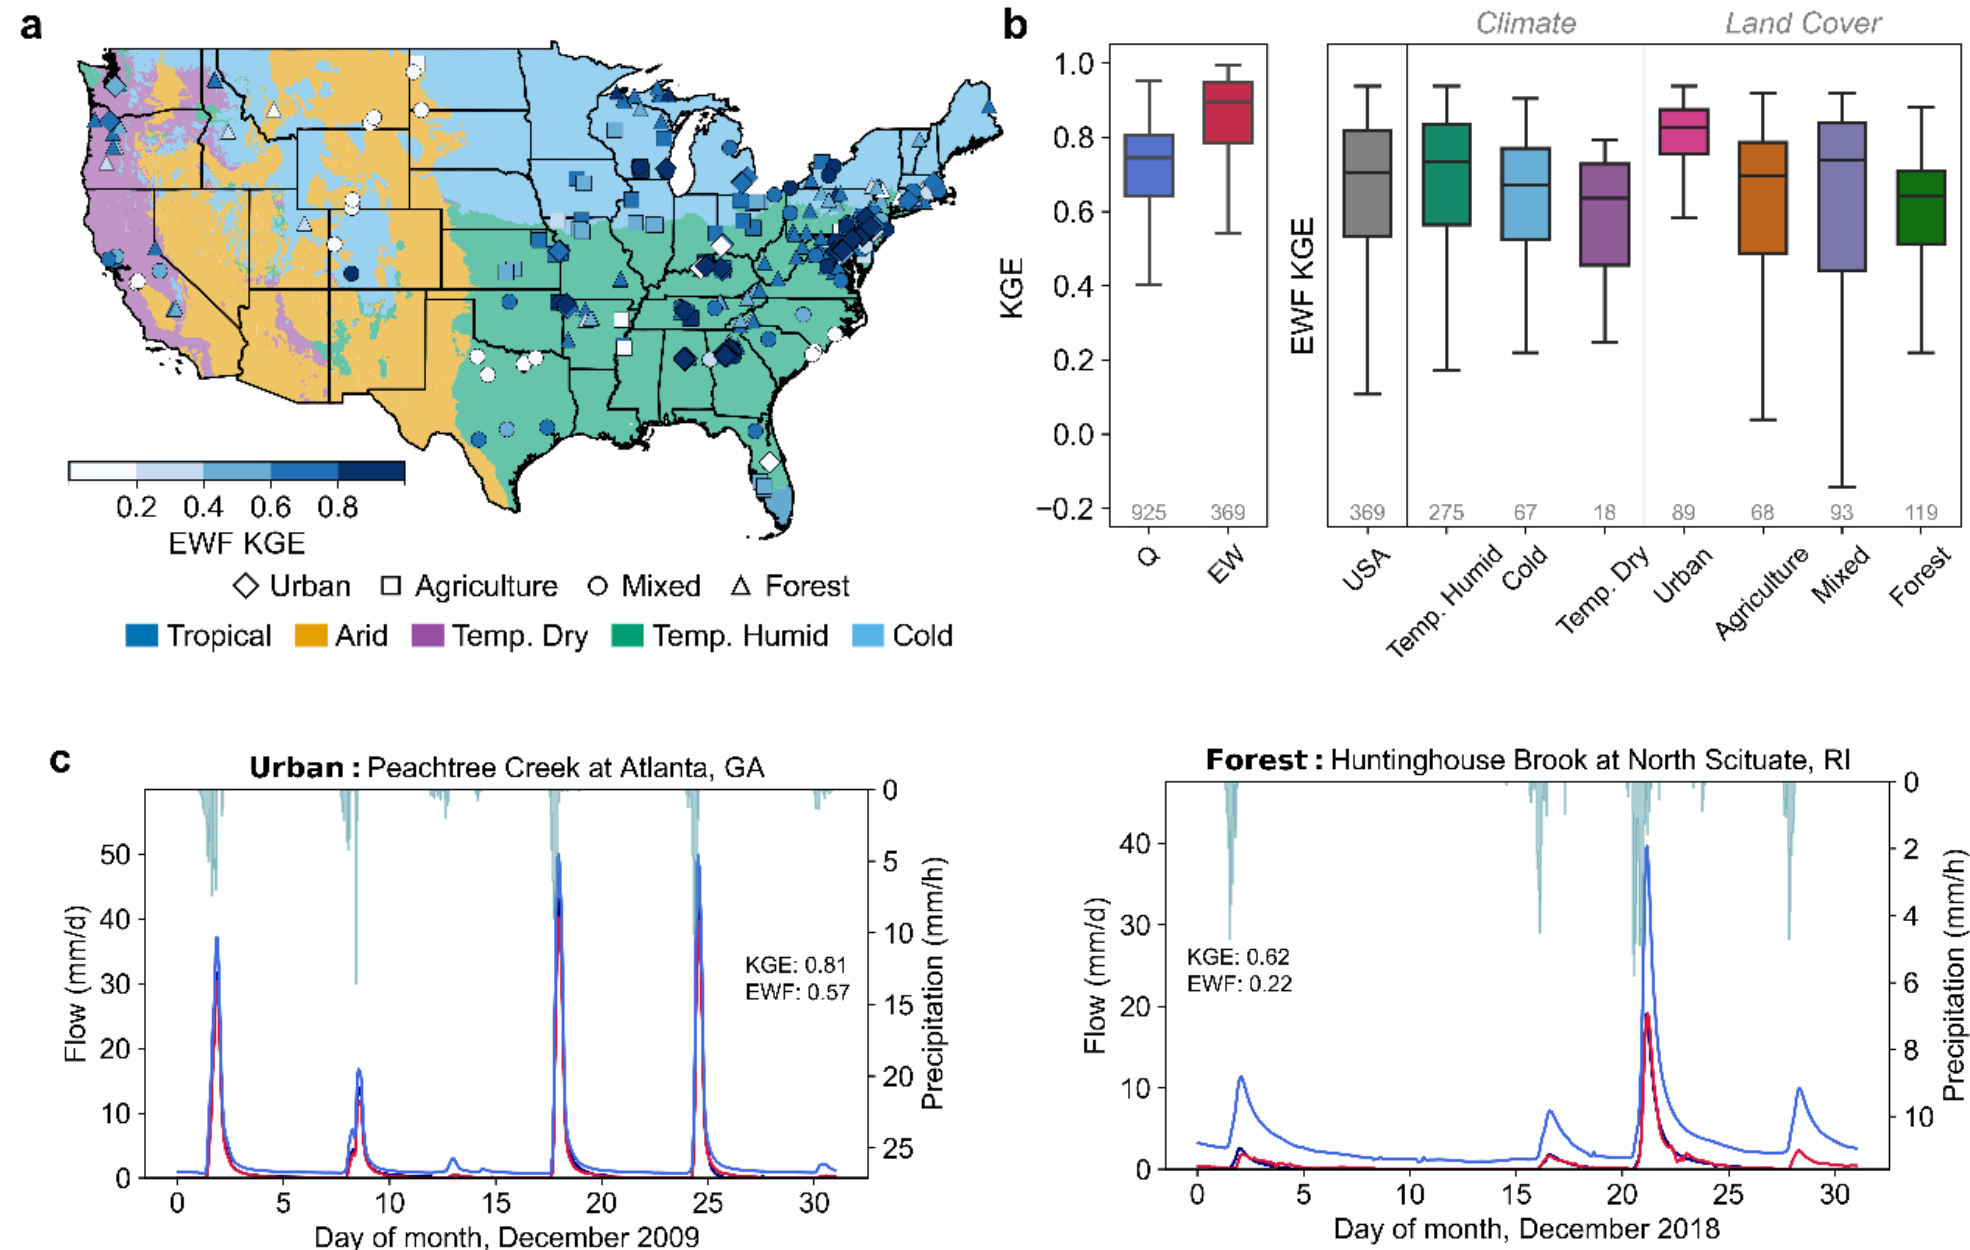 a
0.2 0.4 0.6 0.8
EWF KGE
Urban Agriculture Mixed Forest
Tropical Arid Temp. Dry Temp. Humid Cold
b
Climate Land Cover
KGE
1.0
0.8
0.6
0.4
0.2
0.0
−0.2
925 369
Q EW
EWF KGE
369 275 67 18 89 68 93 119
USA Temp. Humid Cold Temp. Dry Urban Agriculture Mixed Forest
c
Urban : Peachtree Creek at Atlanta, GA
Flow (mm/d)
50
40
30
20
10
0
KGE: 0.81
EWF: 0.57
0
5
10
15
20
25
Precipitation (mm/h)
0 5 10 15 20 25 30
Day of month, December 2009
Forest : Huntinghouse Brook at North Scituate, RI
Flow (mm/d)
40
30
20
10
0
KGE: 0.62
EWF: 0.22
0
2
4
6
8
10
Precipitation (mm/h)
0 5 10 15 20 25 30
Day of month, December 2018